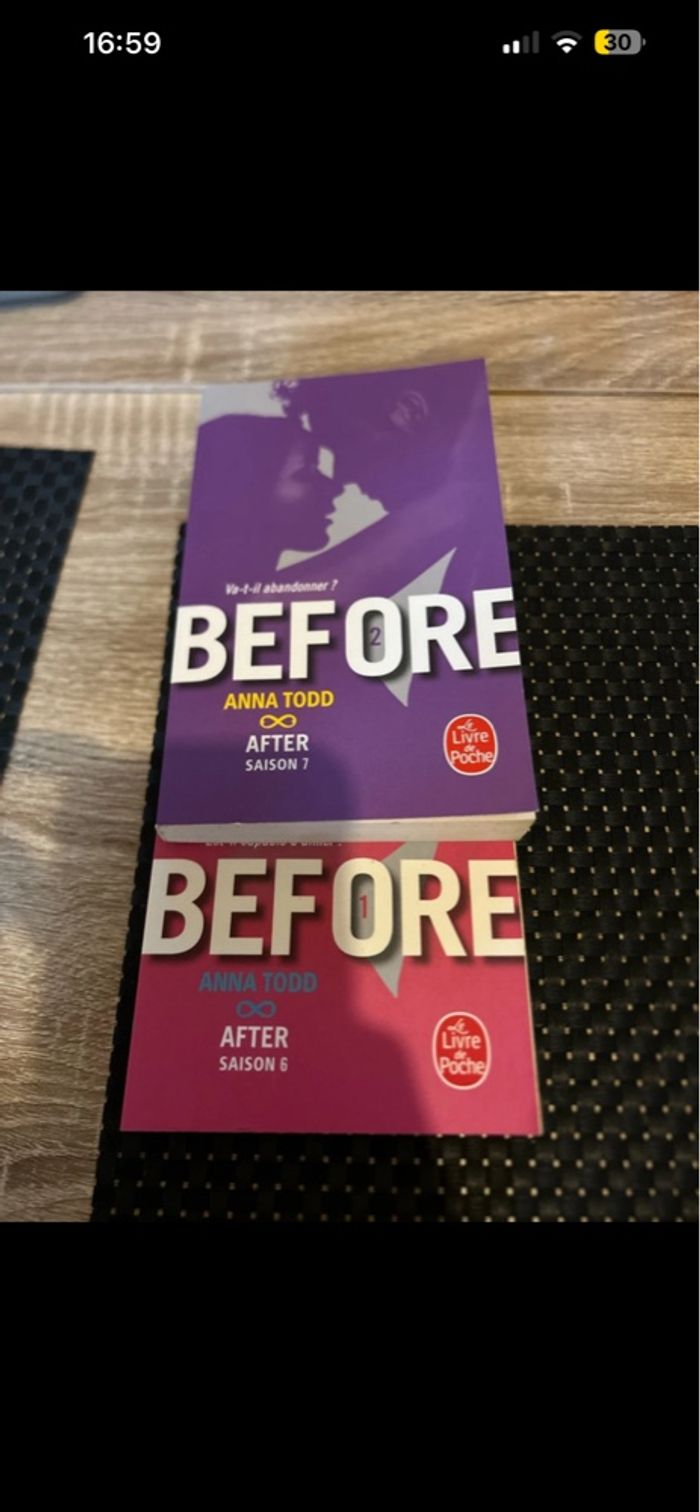 16:59
30
Va-t-il abandonner ?
BEFORE
2
ANNA TODD
AFTER
SAISON 7
Le
Livre
de
Poche
BEFORE
1
ANNA TODD
AFTER
SAISON 6
Le
Livre
de
Poche